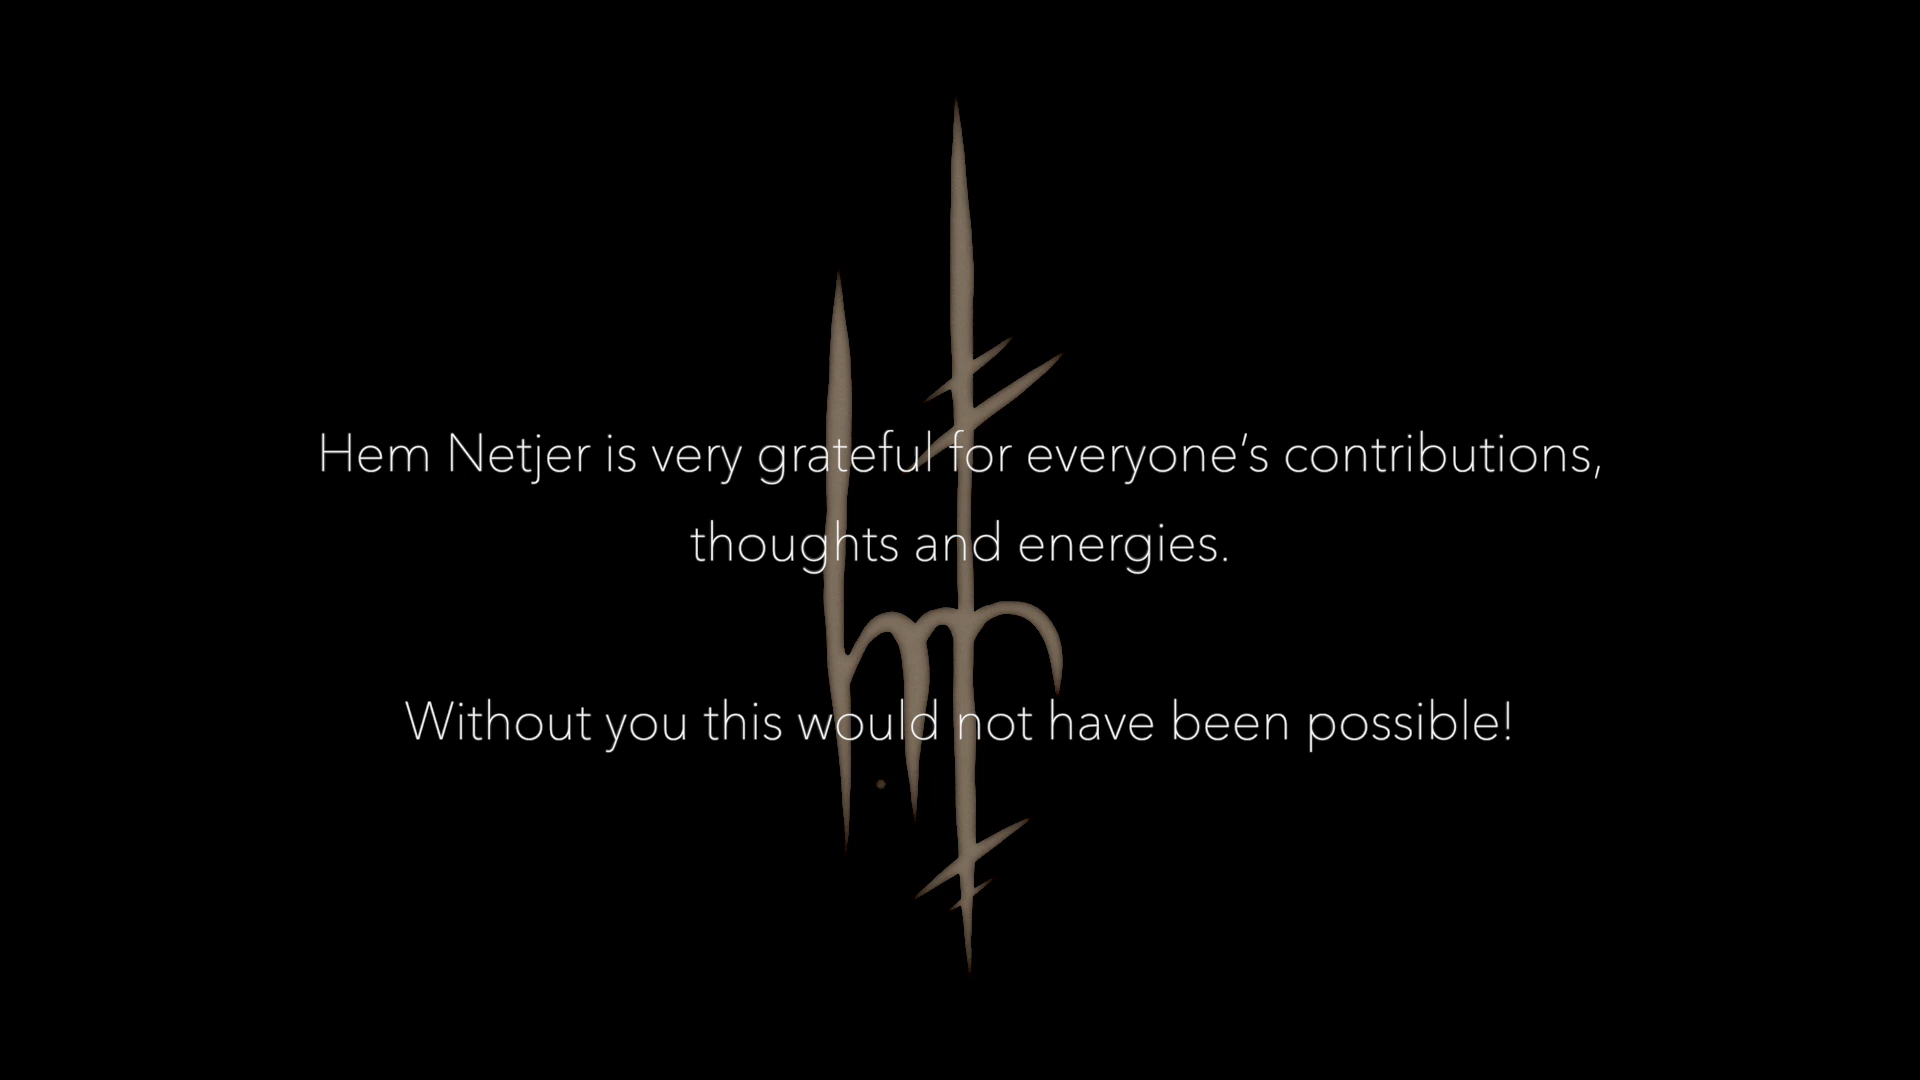 Hem Netjer is very grateful for everyone‘s contributions,
thoughts and energies.
Without you this would not have been possible!